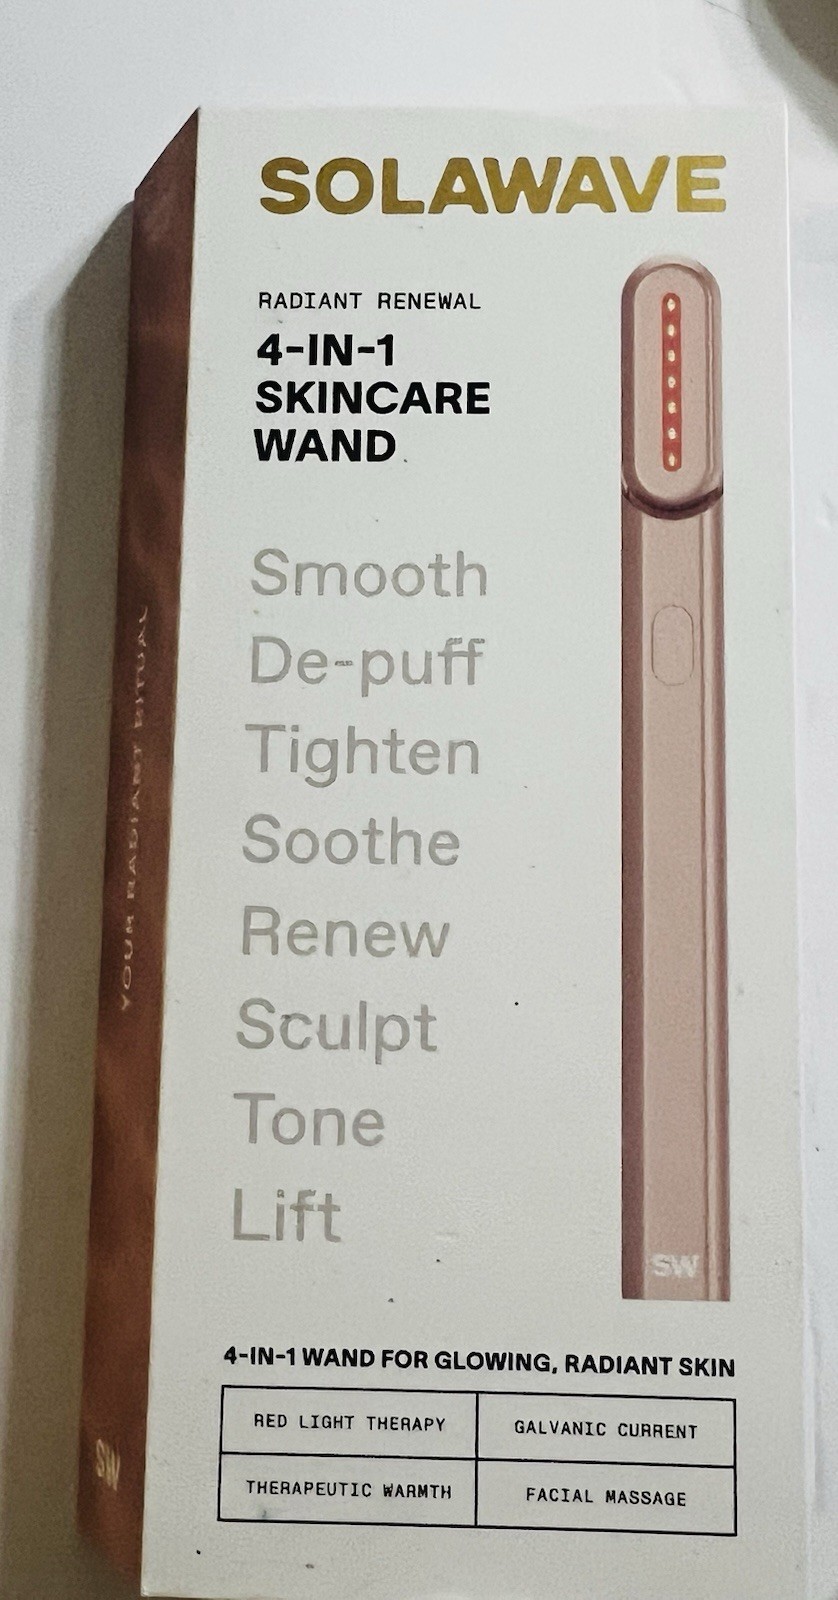 SOLAWAVE
RADIANT RENEWAL
4-IN-1
SKINCARE
WAND
Smooth
De-puff
Tighten
Soothe
Renew
Sculpt
Tone
Lift
SW
4-IN-1 WAND FOR GLOWING, RADIANT SKIN
RED LIGHT THERAPY
GALVANIC CURRENT
THERAPEUTIC WARMTH
FACIAL MASSAGE
YOUR RADIANT RITUAL
SW